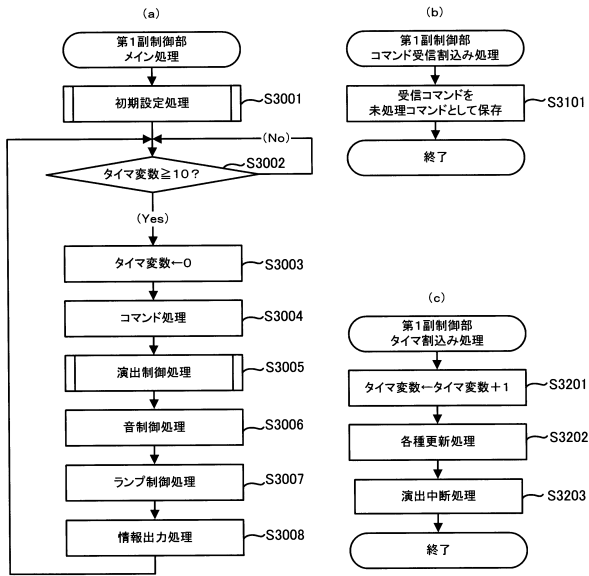 (a)
第1副制御部
メイン処理
初期設定処理
S3001
(No)
タイマ変数≧10?
S3002
(Yes)
タイマ変数←0
S3003
コマンド処理
S3004
演出制御処理
S3005
音制御処理
S3006
ランプ制御処理
S3007
情報出力処理
S3008
(b)
第1副制御部
コマンド受信割込み処理
受信コマンドを
未処理コマンドとして保存
S3101
終了
(c)
第1副制御部
タイマ割込み処理
タイマ変数←タイマ変数+1
S3201
各種更新処理
S3202
演出中断処理
S3203
終了